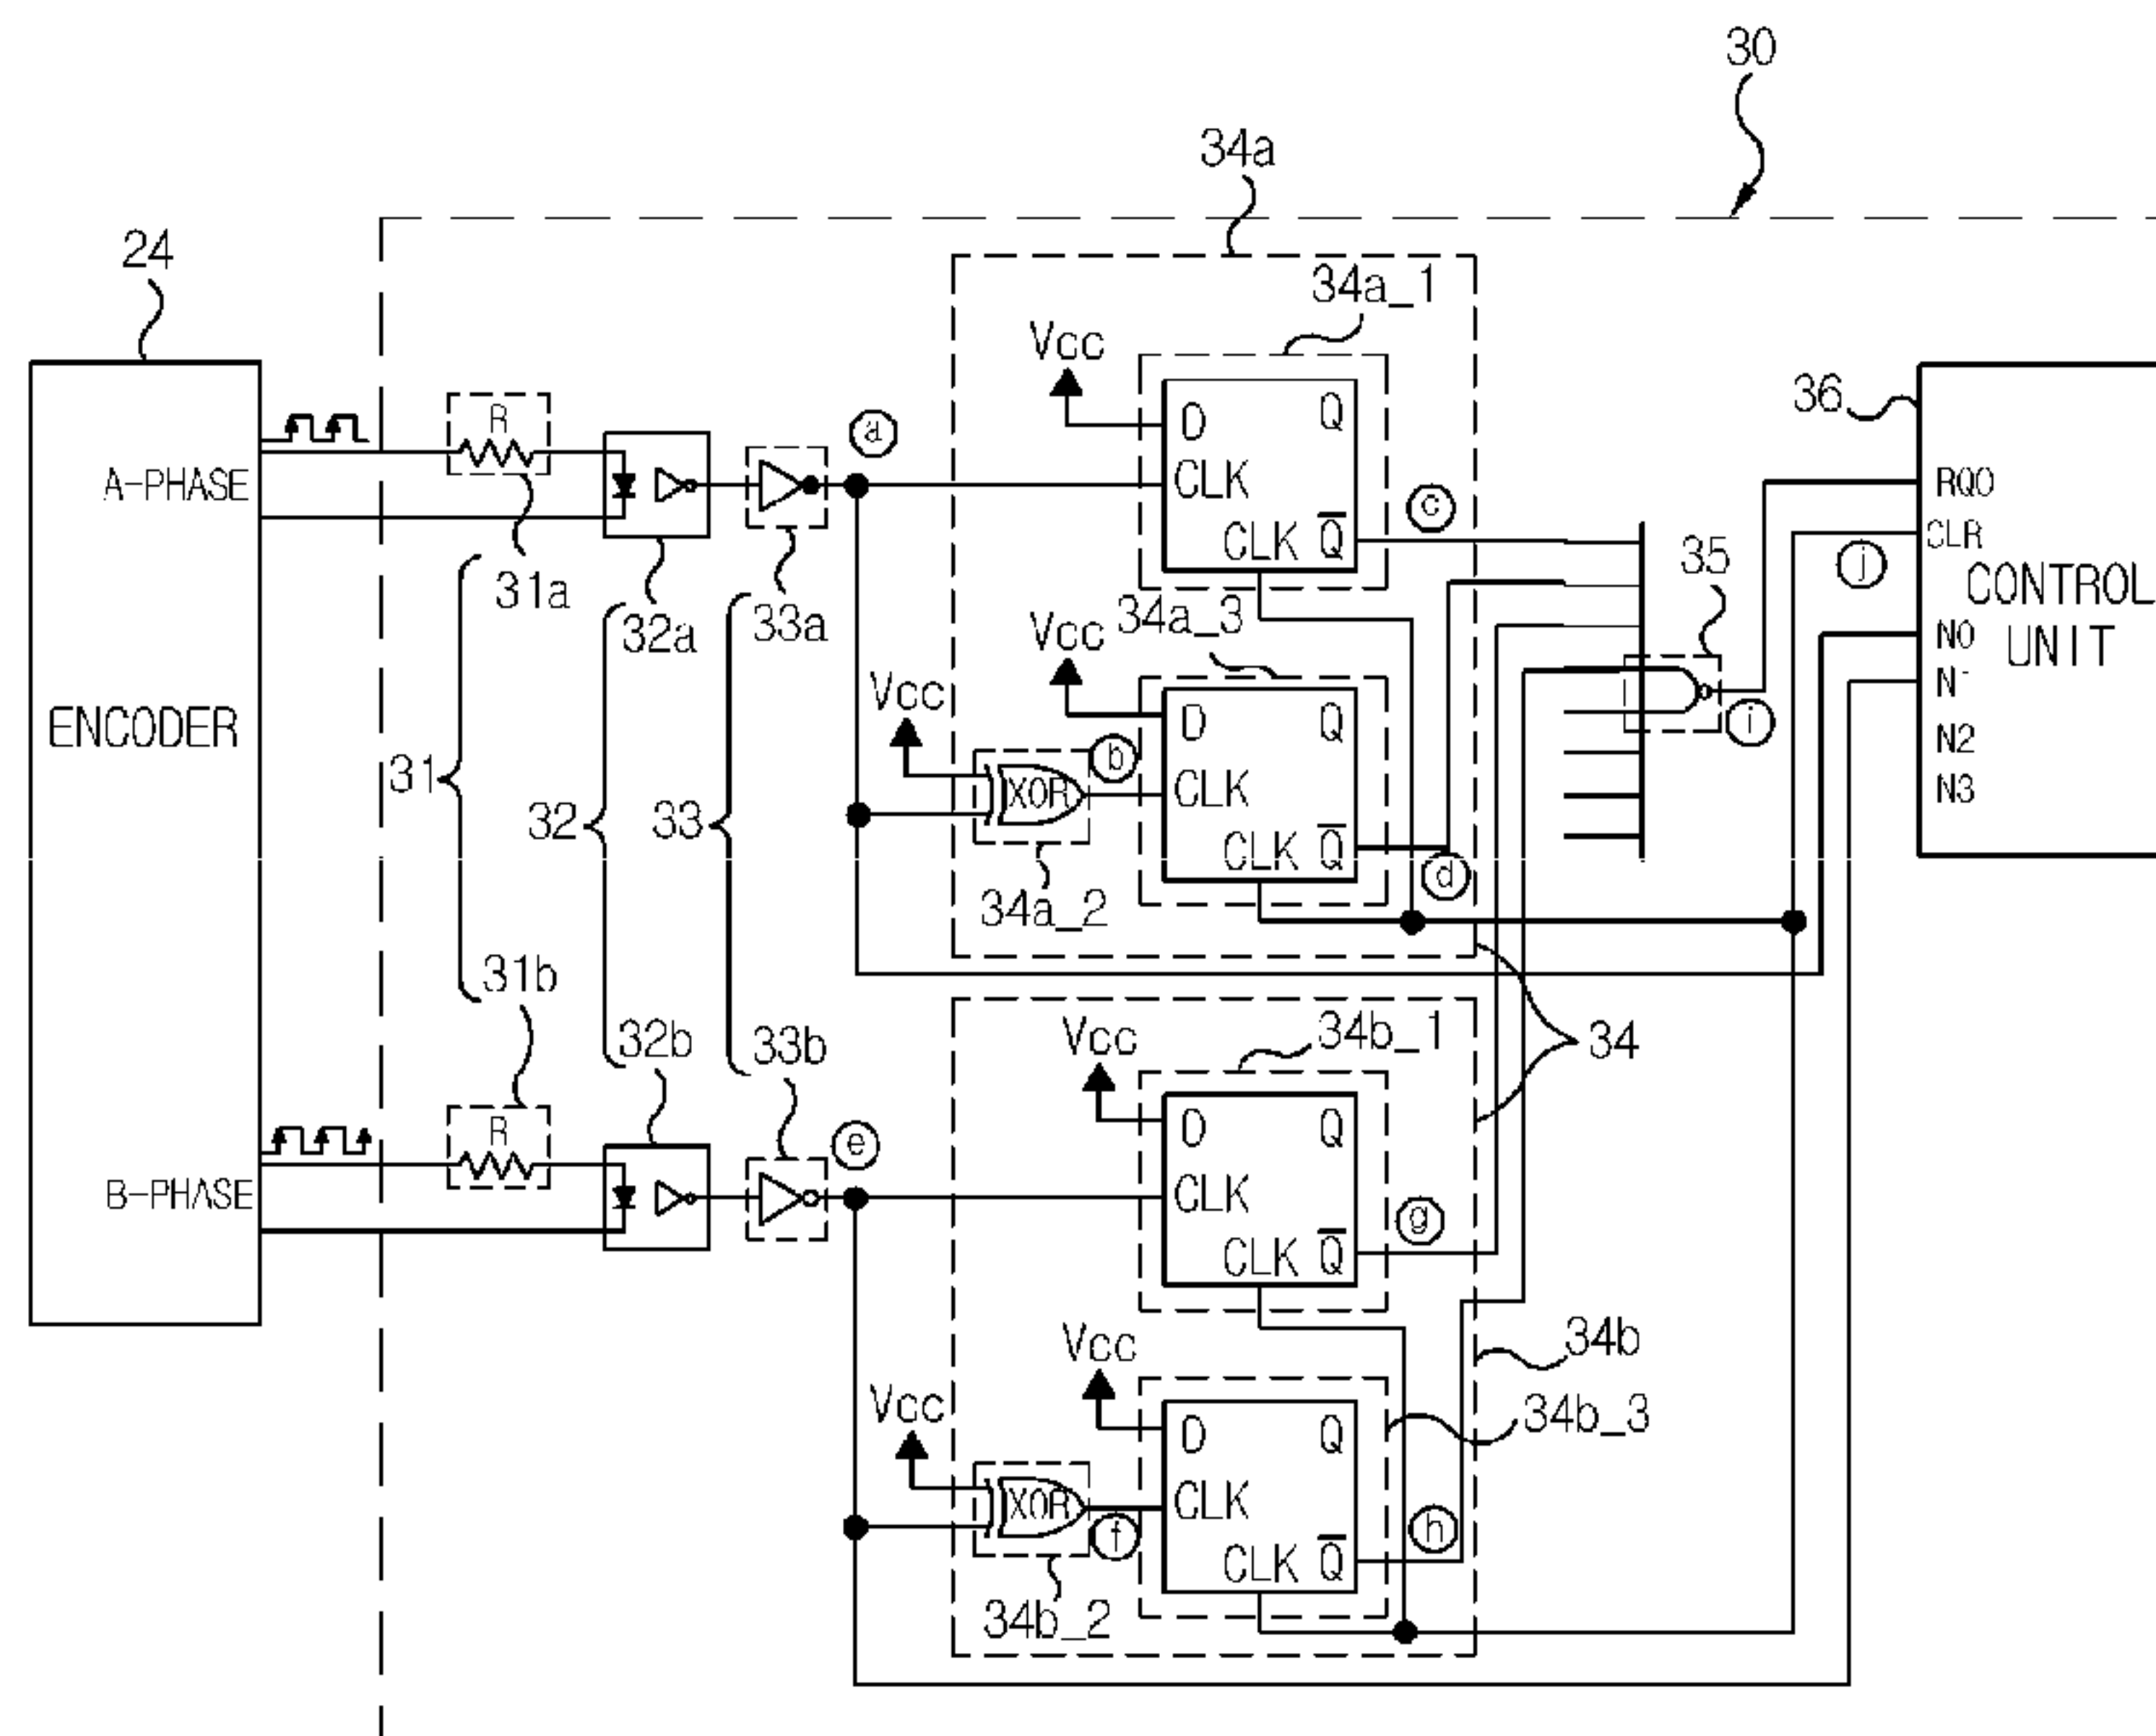 30
34a
24
34a_1
Vcc
36
R
a
D
Q
A-PHASE
CLK
RQ0
c
CLK Q̅
CLR
35
j
31a
32a
33a
34a_3
Vcc
CONTROL
UNIT
N0
Vcc
D
Q
i
N2
ENCODER
b
31
XOR
CLK
N3
32
33
CLK Q̅
d
34a_2
31b
32b
33b
Vcc
34b_1
34
R
e
D
Q
B-PHASE
CLK
g
CLK Q̅
34b
Vcc
Vcc
34b_3
D
Q
XOR
CLK
f
h
CLK Q̅
34b_2